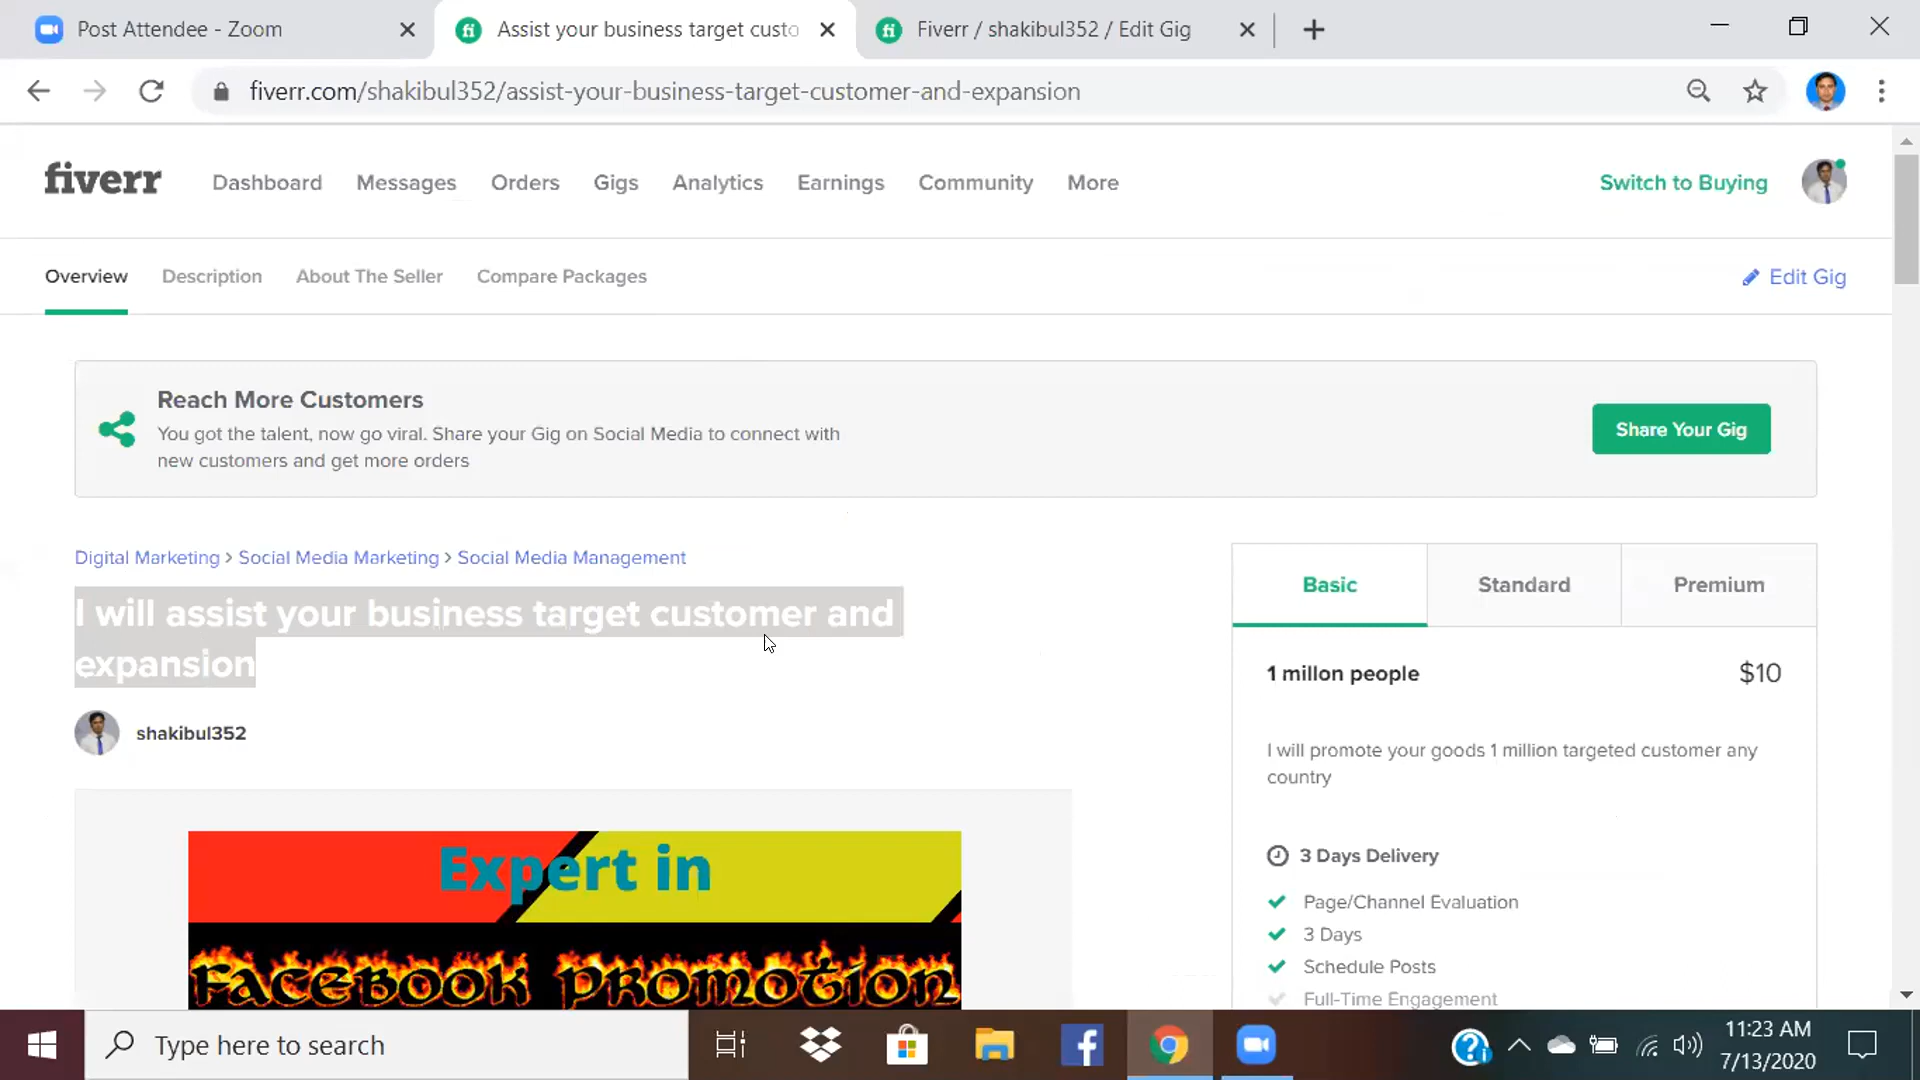 Post Attendee - Zoom
Assist your business target custo
Fiverr / shakibul352 / Edit Gig
fiverr.com/shakibul352/assist-your-business-target-customer-and-expansion
fiverr
Dashboard
Messages
Orders
Gigs
Analytics
Earnings
Community
More
Switch to Buying
Overview
Description
About The Seller
Compare Packages
Edit Gig
Reach More Customers
You got the talent, now go viral. Share your Gig on Social Media to connect with
new customers and get more orders
Share Your Gig
Digital Marketing > Social Media Marketing > Social Media Management
I will assist your business target customer and
expansion
shakibul352
Expert in
FACEBOOK PROMOTION
Basic
Standard
Premium
1 millon people
$10
I will promote your goods 1 million targeted customer any
country
3 Days Delivery
Page/Channel Evaluation
3 Days
Schedule Posts
Full-Time Engagement
Type here to search
11:23 AM
7/13/2020